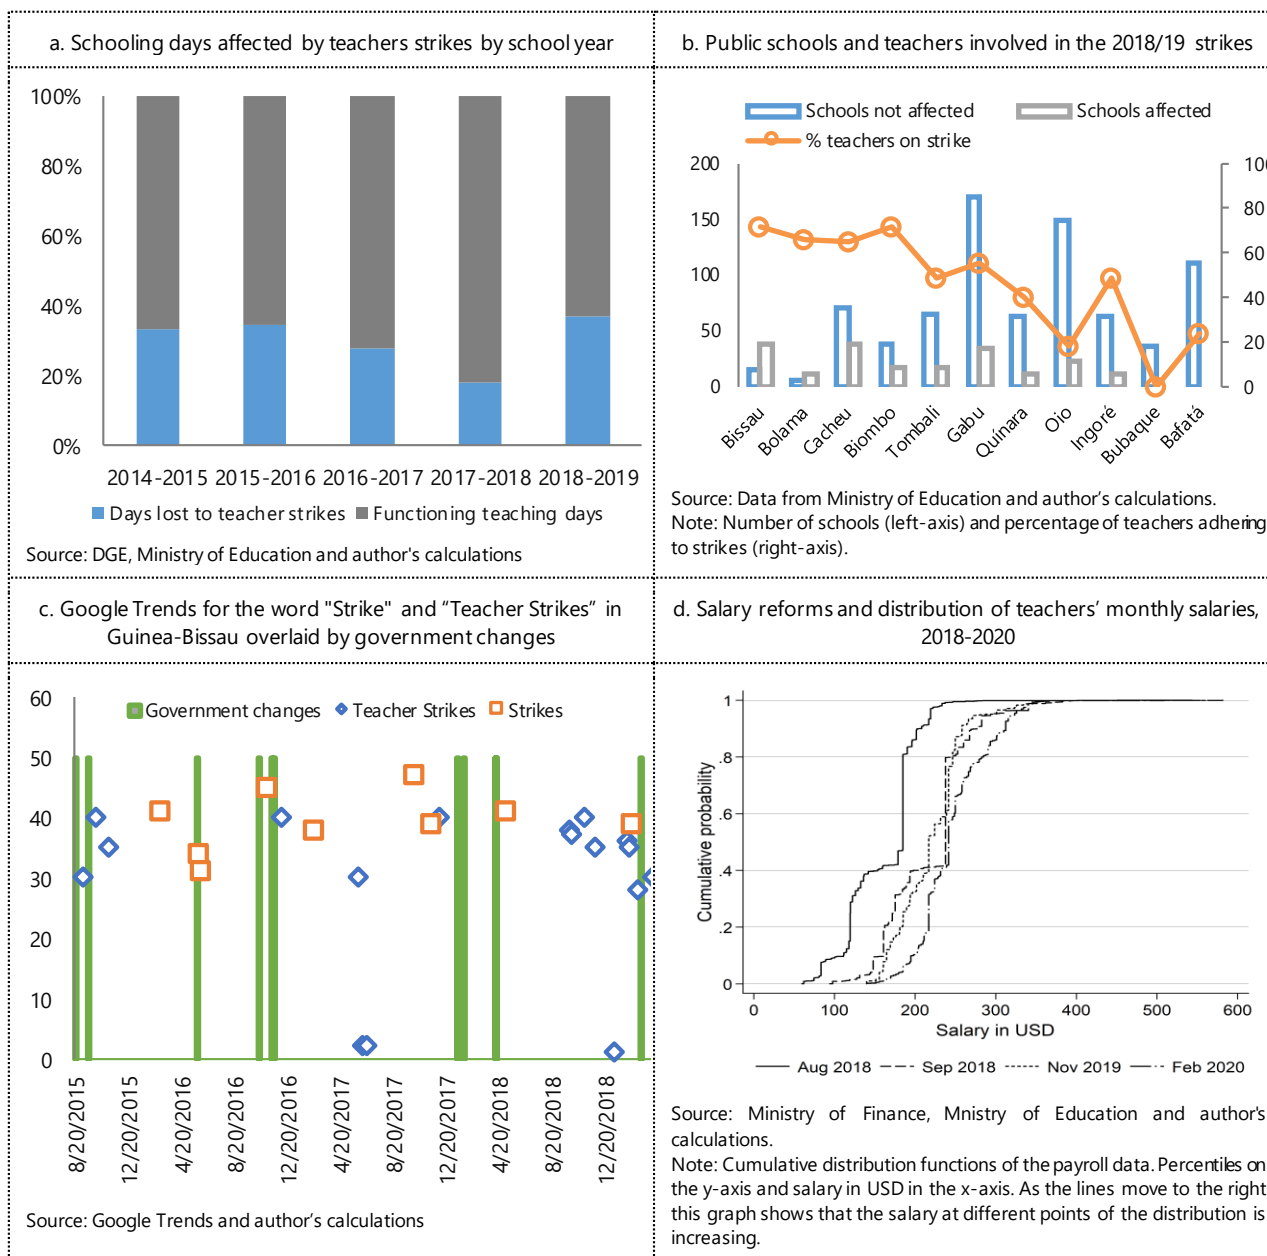 a. Schooling days affected by teachers strikes by school year
100%
80%
60%
40%
20%
0%
2014-2015 2015-2016 2016-2017 2017-2018 2018-2019
Days lost to teacher strikes Functioning teaching days
Source: DGE, Ministry of Education and author's calculations
b. Public schools and teachers involved in the 2018/19 strikes
Schools not affected Schools affected
% teachers on strike
200
150
100
50
0
100
80
60
40
20
0
Bissau
Bolama
Cacheu
Biombo
Tombali
Gabu
Quínara
Oio
Ingoré
Bubaque
Bafatá
Source: Data from Ministry of Education and author’s calculations.
Note: Number of schools (left-axis) and percentage of teachers adhering
to strikes (right-axis).
c. Google Trends for the word "Strike" and “Teacher Strikes” in
Guinea-Bissau overlaid by government changes
Government changes Teacher Strikes Strikes
60
50
40
30
20
10
0
8/20/2015
12/20/2015
4/20/2016
8/20/2016
12/20/2016
4/20/2017
8/20/2017
12/20/2017
4/20/2018
8/20/2018
12/20/2018
Source: Google Trends and author’s calculations
d. Salary reforms and distribution of teachers’ monthly salaries,
2018-2020
Cumulative probability
1
.8
.6
.4
.2
0
0 100 200 300 400 500 600
Salary in USD
Aug 2018 Sep 2018 Nov 2019 Feb 2020
Source: Ministry of Finance, Mnistry of Education and author's
calculations.
Note: Cumulative distribution functions of the payroll data. Percentiles on
the y-axis and salary in USD in the x-axis. As the lines move to the right
this graph shows that the salary at different points of the distribution is
increasing.